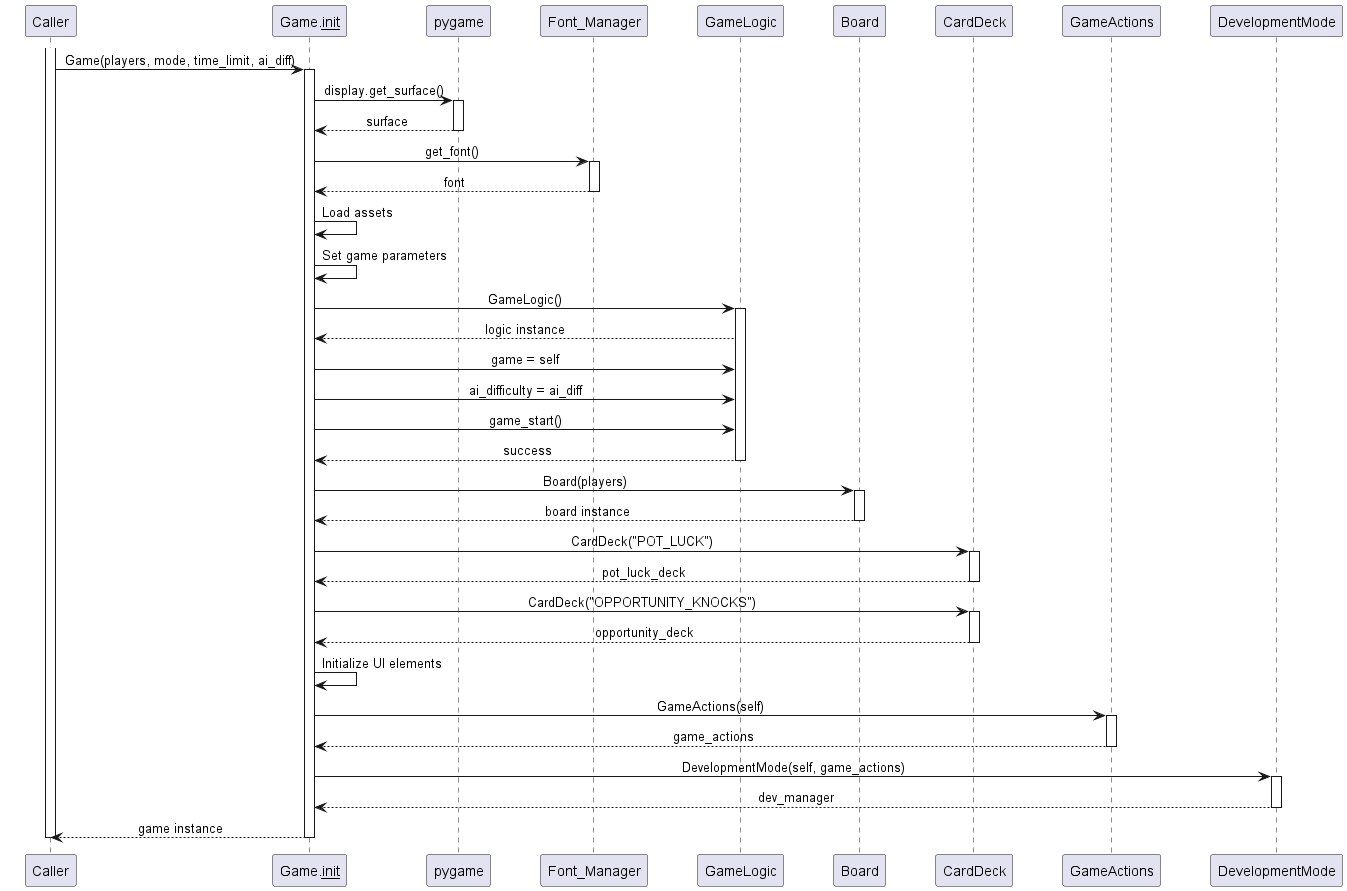 Caller Game.init pygame Font_Manager GameLogic Board CardDeck GameActions DevelopmentMode
Game(players, mode, time_limit, ai_diff)
display.get_surface()
surface
get_font()
font
Load assets
Set game parameters
GameLogic()
logic instance
game = self
ai_difficulty = ai_diff
game_start()
success
Board(players)
board instance
CardDeck("POT_LUCK")
pot_luck_deck
CardDeck("OPPORTUNITY_KNOCKS")
opportunity_deck
Initialize UI elements
GameActions(self)
game_actions
DevelopmentMode(self, game_actions)
dev_manager
game instance
Caller Game.init pygame Font_Manager GameLogic Board CardDeck GameActions DevelopmentMode